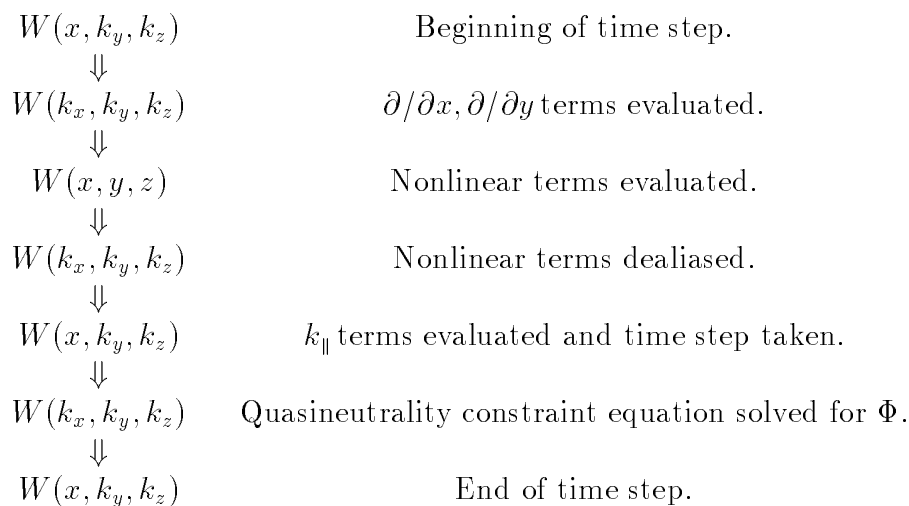 W(x, k_y, k_z) Beginning of time step.
⇓
W(k_x, k_y, k_z) ∂/∂x, ∂/∂y terms evaluated.
⇓
W(x, y, z) Nonlinear terms evaluated.
⇓
W(k_x, k_y, k_z) Nonlinear terms dealiased.
⇓
W(x, k_y, k_z) k_∥ terms evaluated and time step taken.
⇓
W(k_x, k_y, k_z) Quasineutrality constraint equation solved for Φ.
⇓
W(x, k_y, k_z) End of time step.